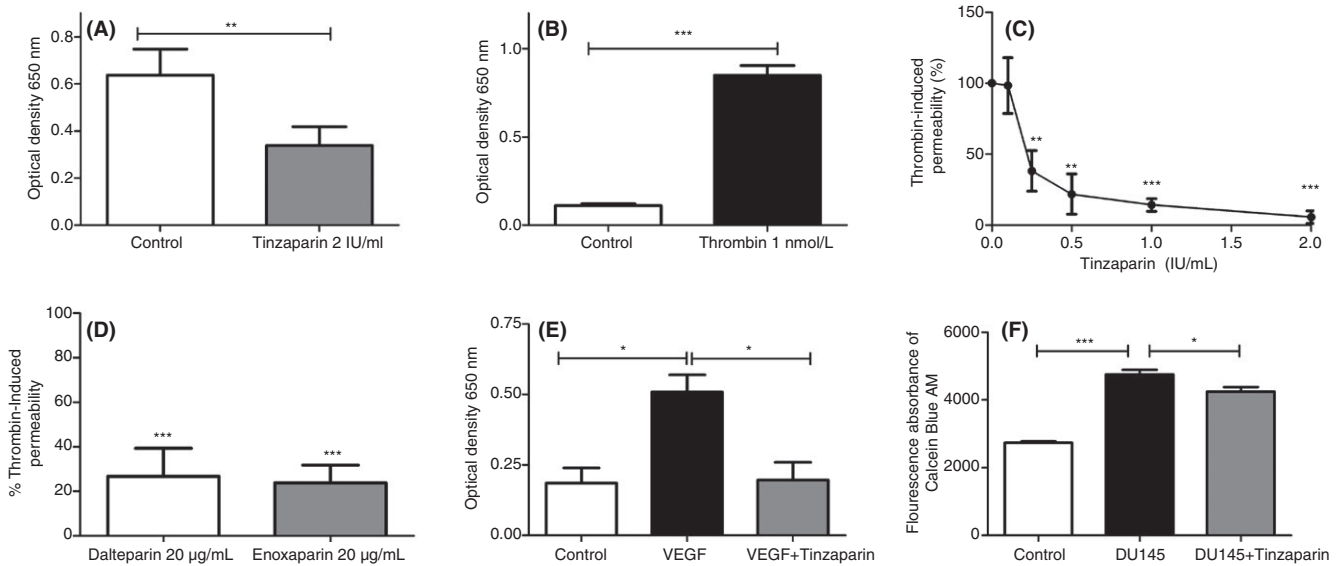 (A)
**
Optical density 650 nm
0.8
0.6
0.4
0.2
0.0
Control
Tinzaparin 2 IU/ml
(B)
***
Optical density 650 nm
1.0
0.5
0.0
Control
Thrombin 1 nmol/L
(C)
Thrombin-induced
permeability (%)
150
100
50
0
**
**
***
***
0.0
0.5
1.0
1.5
2.0
Tinzaparin (IU/mL)
(D)
% Thrombin-Induced
permeability
100
80
60
40
20
0
***
***
Dalteparin 20 µg/mL
Enoxaparin 20 µg/mL
(E)
*
*
Optical density 650 nm
0.75
0.50
0.25
0.00
Control
VEGF
VEGF+Tinzaparin
(F)
***
*
Flourescence absorbance of
Calcein Blue AM
6000
4000
2000
0
Control
DU145
DU145+Tinzaparin